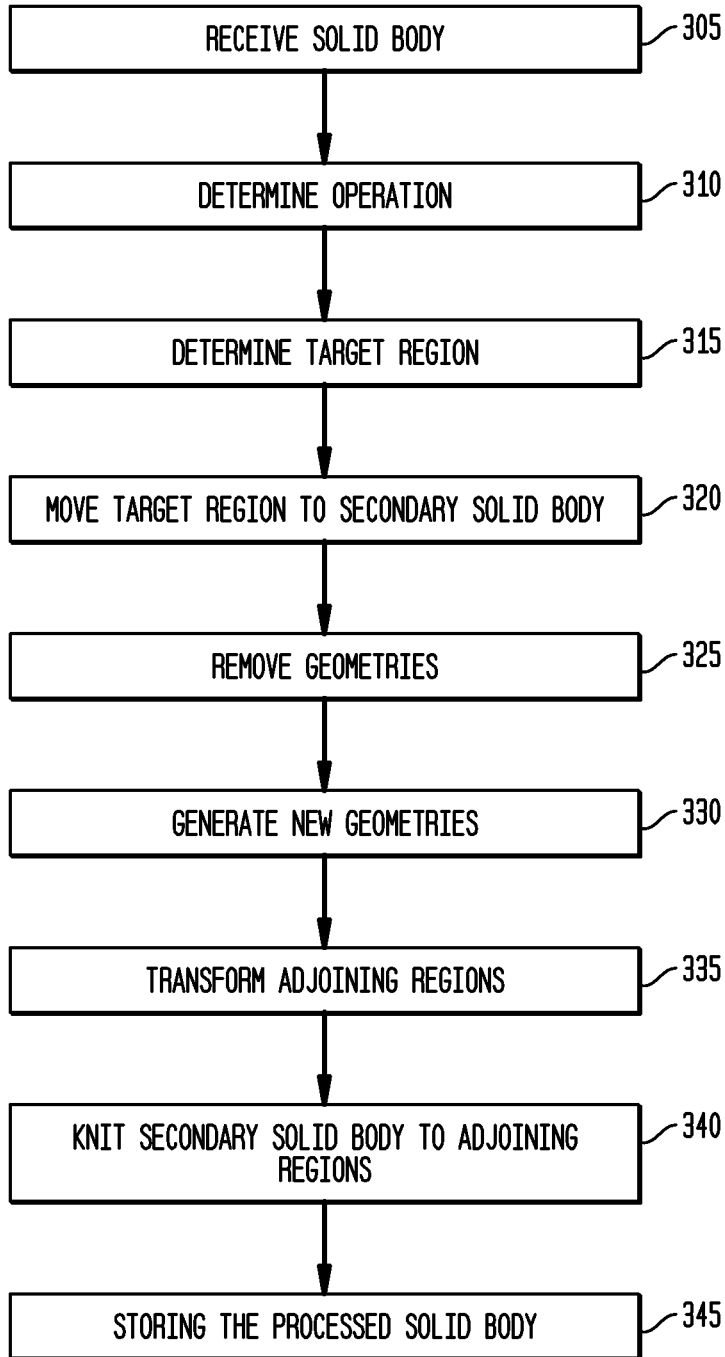 RECEIVE SOLID BODY 305
DETERMINE OPERATION 310
DETERMINE TARGET REGION 315
MOVE TARGET REGION TO SECONDARY SOLID BODY 320
REMOVE GEOMETRIES 325
GENERATE NEW GEOMETRIES 330
TRANSFORM ADJOINING REGIONS 335
KNIT SECONDARY SOLID BODY TO ADJOINING 340
REGIONS
STORING THE PROCESSED SOLID BODY 345